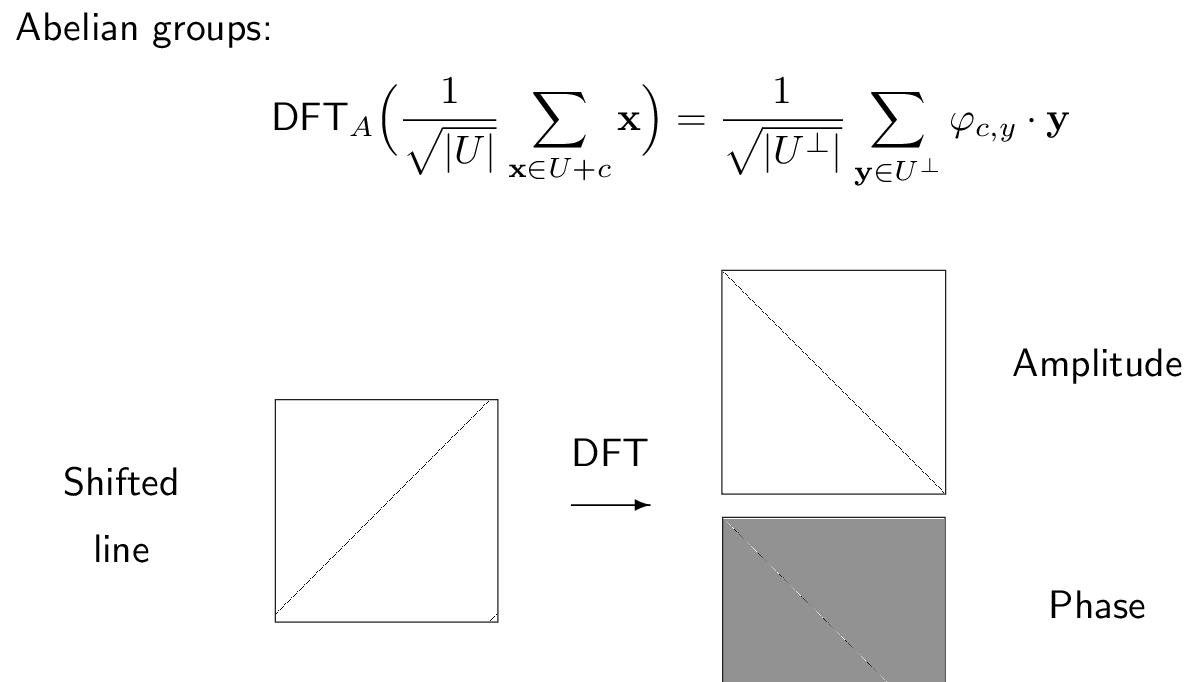 Abelian groups:
DFT_A( 1/√|U| ∑_{x∈U+c} x ) = 1/√|U^⊥| ∑_{y∈U^⊥} φ_{c,y} · y
Amplitude
DFT
Shifted
line
Phase